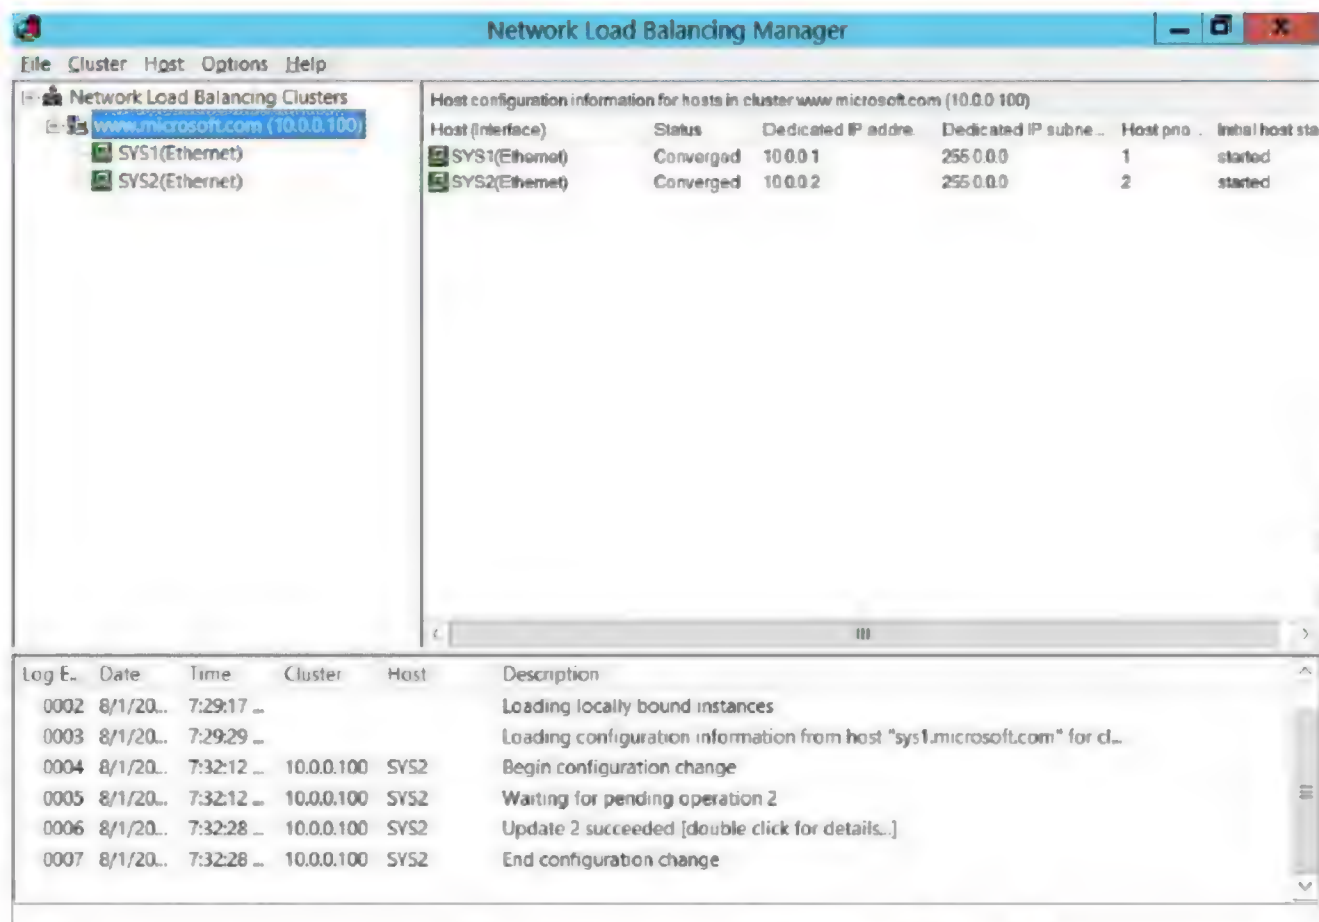 Network Load Balancing Manager
File Cluster Host Options Help
Network Load Balancing Clusters
www.microsoft.com (10.0.0.100)
SYS1(Ethernet)
SYS2(Ethernet)
Host configuration information for hosts in cluster www.microsoft.com (10.0.0.100)
Host (Interface) Status Dedicated IP addre... Dedicated IP subne... Host prio... Initial host sta
SYS1(Ethernet) Converged 10.0.0.1 255.0.0.0 1 started
SYS2(Ethernet) Converged 10.0.0.2 255.0.0.0 2 started
Log E... Date Time Cluster Host Description
0002 8/1/20... 7:29:17 ... Loading locally bound instances
0003 8/1/20... 7:29:29 ... Loading configuration information from host "sys1.microsoft.com" for cl...
0004 8/1/20... 7:32:12 ... 10.0.0.100 SYS2 Begin configuration change
0005 8/1/20... 7:32:12 ... 10.0.0.100 SYS2 Waiting for pending operation 2
0006 8/1/20... 7:32:28 ... 10.0.0.100 SYS2 Update 2 succeeded [double click for details...]
0007 8/1/20... 7:32:28 ... 10.0.0.100 SYS2 End configuration change